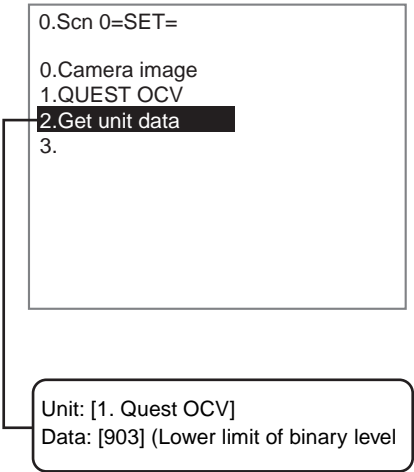 0.Scn 0=SET=
0.Camera image
1.QUEST OCV
2.Get unit data
3.
Unit: [1. Quest OCV]
Data: [903] (Lower limit of binary level